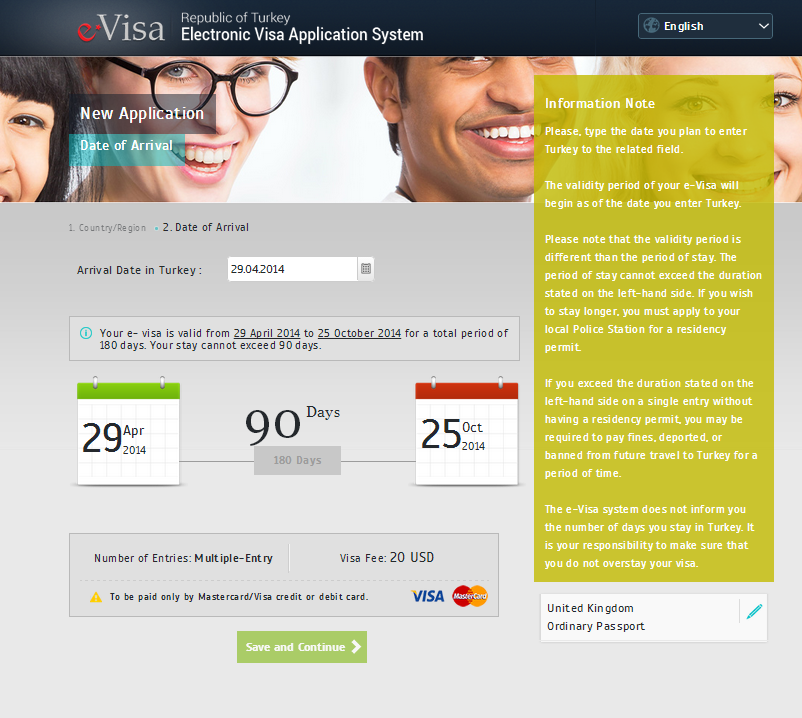 e-Visa
Republic of Turkey
Electronic Visa Application System
English
New Application
Date of Arrival
1. Country/Region • 2. Date of Arrival
Arrival Date in Turkey :
29.04.2014
Your e- visa is valid from 29 April 2014 to 25 October 2014 for a total period of
180 days. Your stay cannot exceed 90 days.
29 Apr
2014
90 Days
180 Days
25 Oct
2014
Number of Entries: Multiple-Entry
Visa Fee: 20 USD
To be paid only by Mastercard/Visa credit or debit card.
VISA
MasterCard
Save and Continue
Information Note
Please, type the date you plan to enter
Turkey to the related field.
The validity period of your e-Visa will
begin as of the date you enter Turkey.
Please note that the validity period is
different than the period of stay. The
period of stay cannot exceed the duration
stated on the left-hand side. If you wish
to stay longer, you must apply to your
local Police Station for a residency
permit.
If you exceed the duration stated on the
left-hand side on a single entry without
having a residency permit, you may be
required to pay fines, deported, or
banned from future travel to Turkey for a
period of time.
The e-Visa system does not inform you
the number of days you stay in Turkey. It
is your responsibility to make sure that
you do not overstay your visa.
United Kingdom
Ordinary Passport